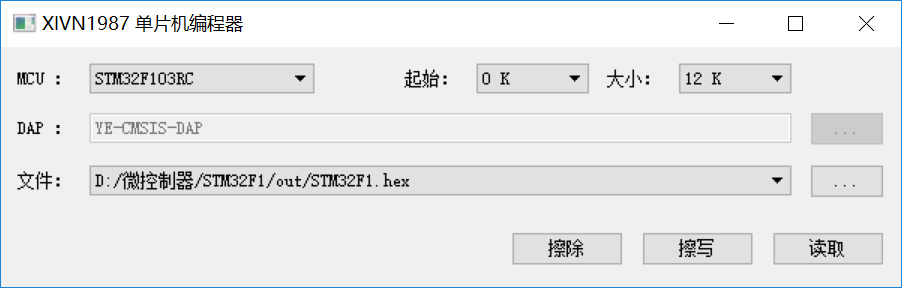 XIVN1987 单片机编程器
MCU : STM32F103RC 起始: 0 K 大小: 12 K
DAP : YE-CMSIS-DAP ...
文件: D:/微控制器/STM32F1/out/STM32F1.hex ...
擦除 擦写 读取